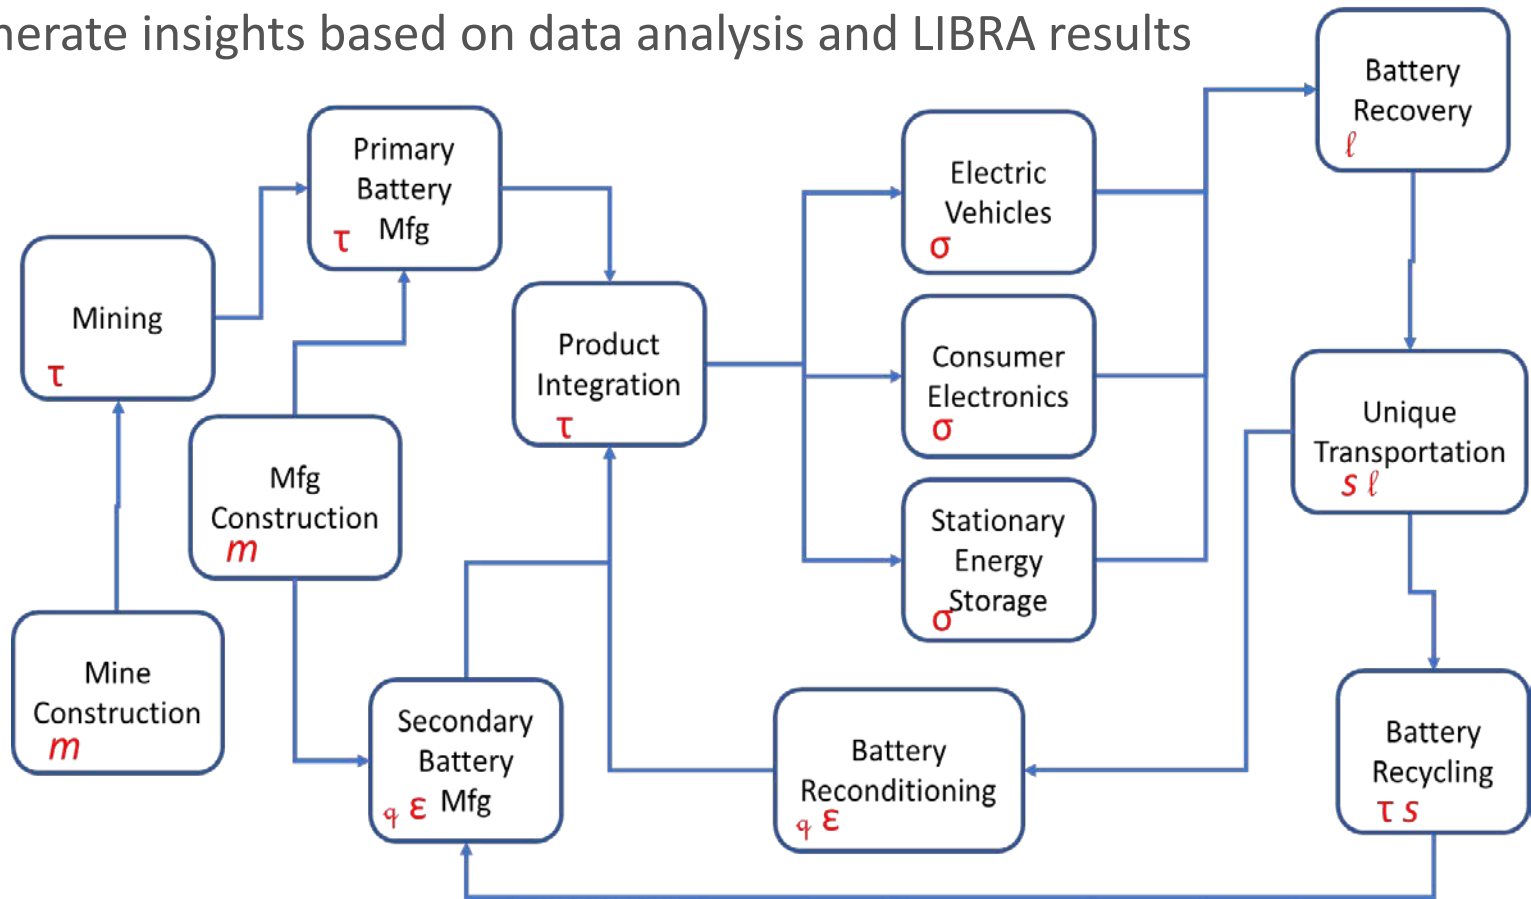 nerate insights based on data analysis and LIBRA results
Battery
Recovery
ℓ
Primary
Battery
τ Mfg
Electric
Vehicles
σ
Mining
τ
Product
Integration
τ
Consumer
Electronics
σ
Unique
Transportation
s ℓ
Mfg
Construction
m
Stationary
Energy
Storage
σ
Mine
Construction
m
Secondary
Battery
q ε Mfg
Battery
Reconditioning
q ε
Battery
Recycling
τ s